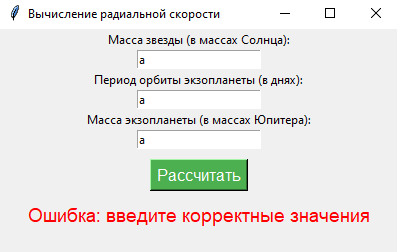 Вычисление радиальной скорости
Масса звезды (в массах Солнца):
a
Период орбиты экзопланеты (в днях):
a
Масса экзопланеты (в массах Юпитера):
a
Рассчитать
Ошибка: введите корректные значения